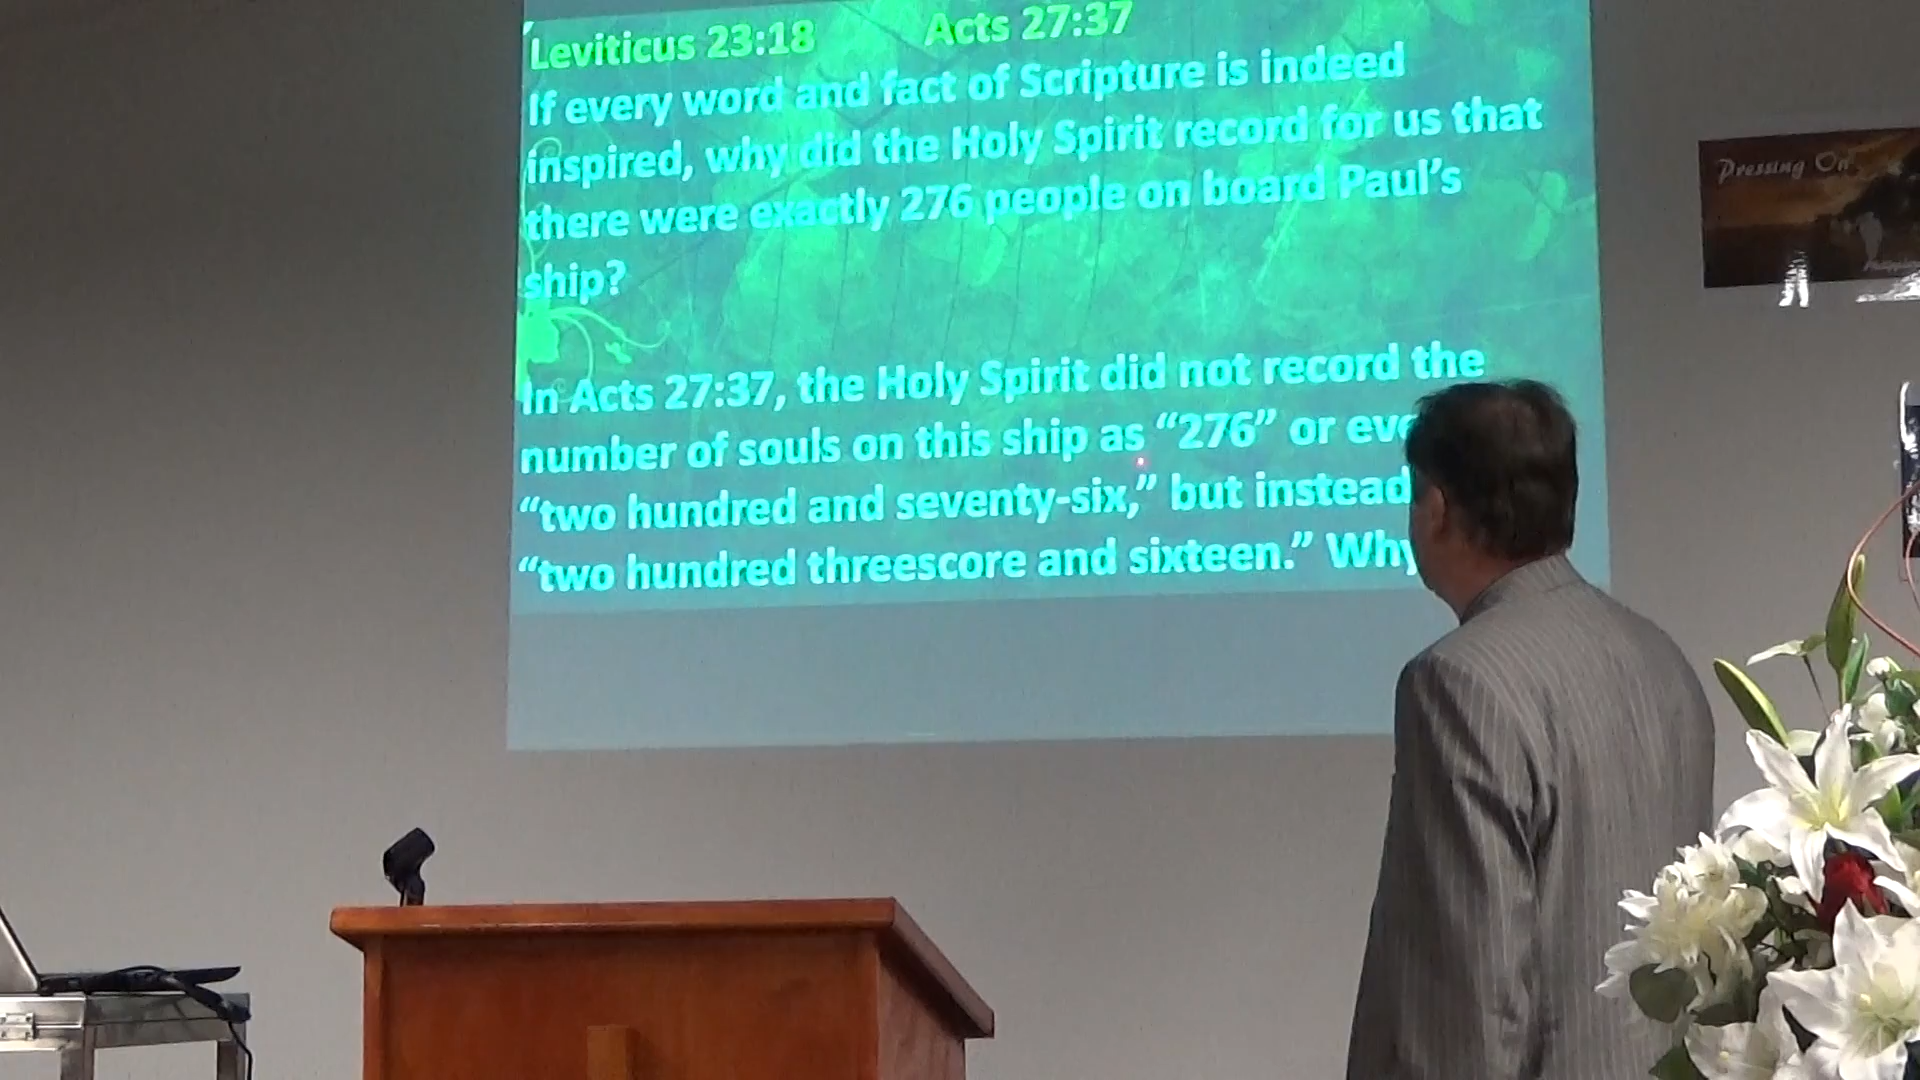 Leviticus 23:18 Acts 27:37
If every word and fact of Scripture is indeed
inspired, why did the Holy Spirit record for us that
there were exactly 276 people on board Paul’s
ship?
In Acts 27:37, the Holy Spirit did not record the
number of souls on this ship as “276” or
“two hundred and seventy-six,” but instead
“two hundred threescore and sixteen.” Why
Pressing On